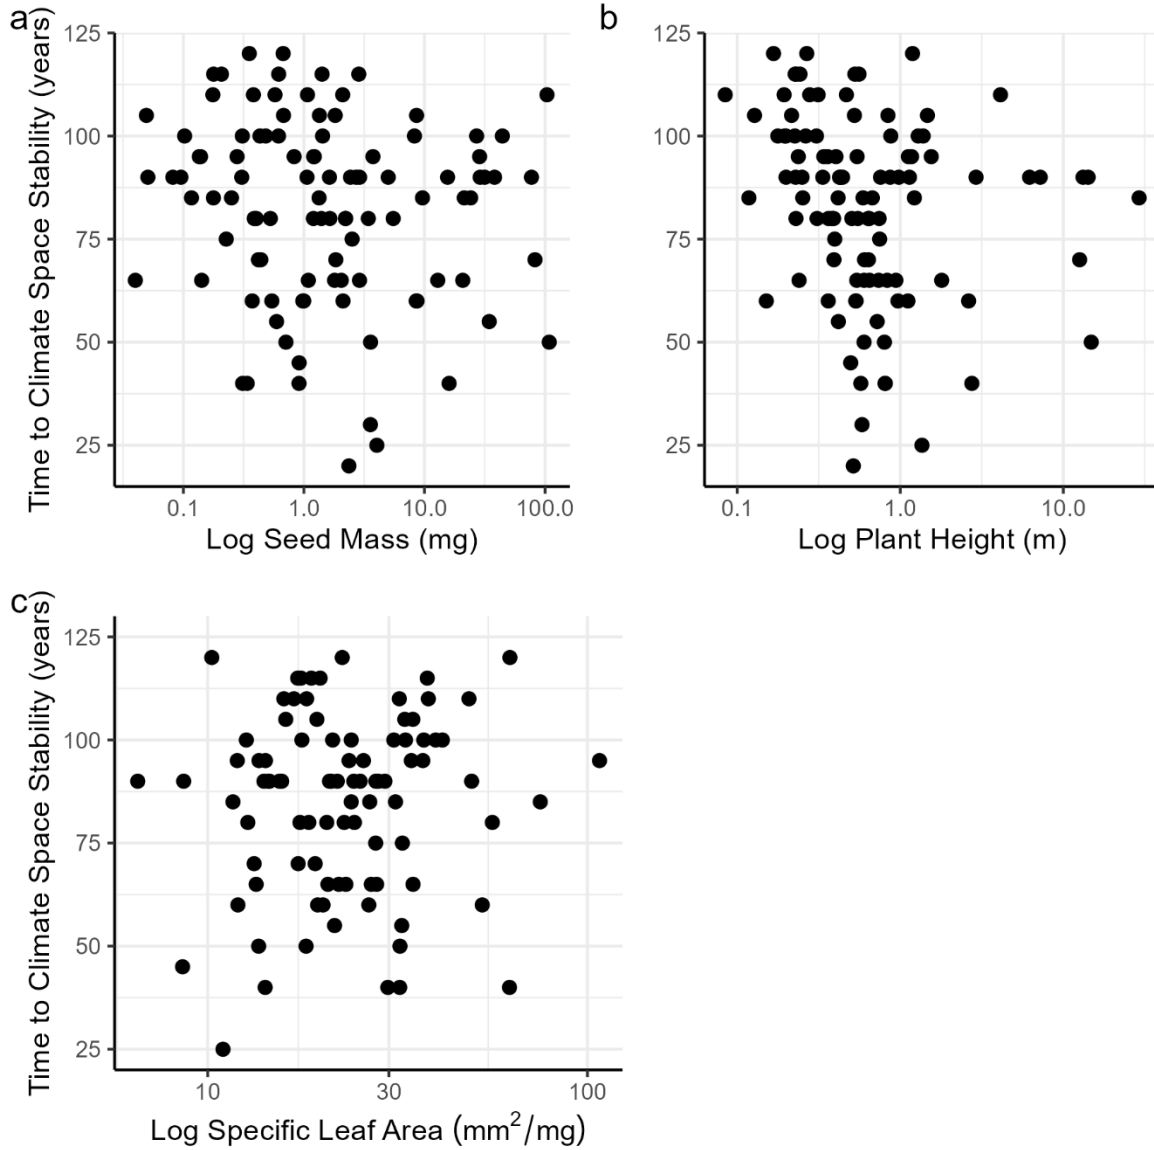 a
Time to Climate Space Stability (years)
125
100
75
50
25
0.1 1.0 10.0 100.0
Log Seed Mass (mg)
b
125
100
75
50
25
0.1 1.0 10.0
Log Plant Height (m)
c
Time to Climate Space Stability (years)
125
100
75
50
25
10 30 100
Log Specific Leaf Area (mm²/mg)